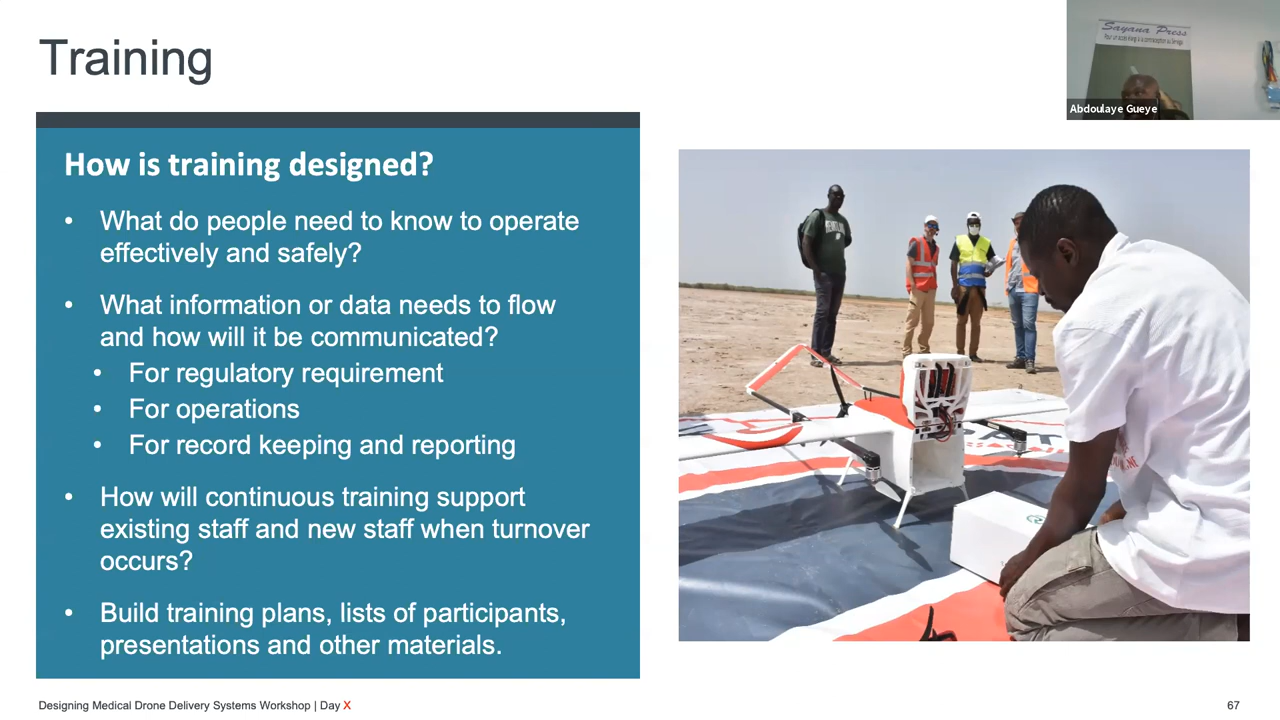 Training
Sayana Press
Abdoulaye Gueye
How is training designed?
• What do people need to know to operate
effectively and safely?
• What information or data needs to flow
and how will it be communicated?
• For regulatory requirement
• For operations
• For record keeping and reporting
• How will continuous training support
existing staff and new staff when turnover
occurs?
• Build training plans, lists of participants,
presentations and other materials.
Designing Medical Drone Delivery Systems Workshop | Day X
67